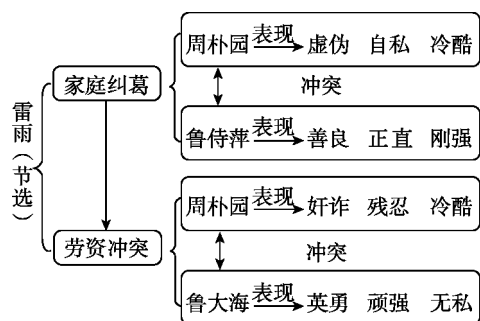 雷雨(节选)
家庭纠葛
周朴园 表现 虚伪 自私 冷酷
冲突
鲁侍萍 表现 善良 正直 刚强
劳资冲突
周朴园 表现 奸诈 残忍 冷酷
冲突
鲁大海 表现 英勇 顽强 无私